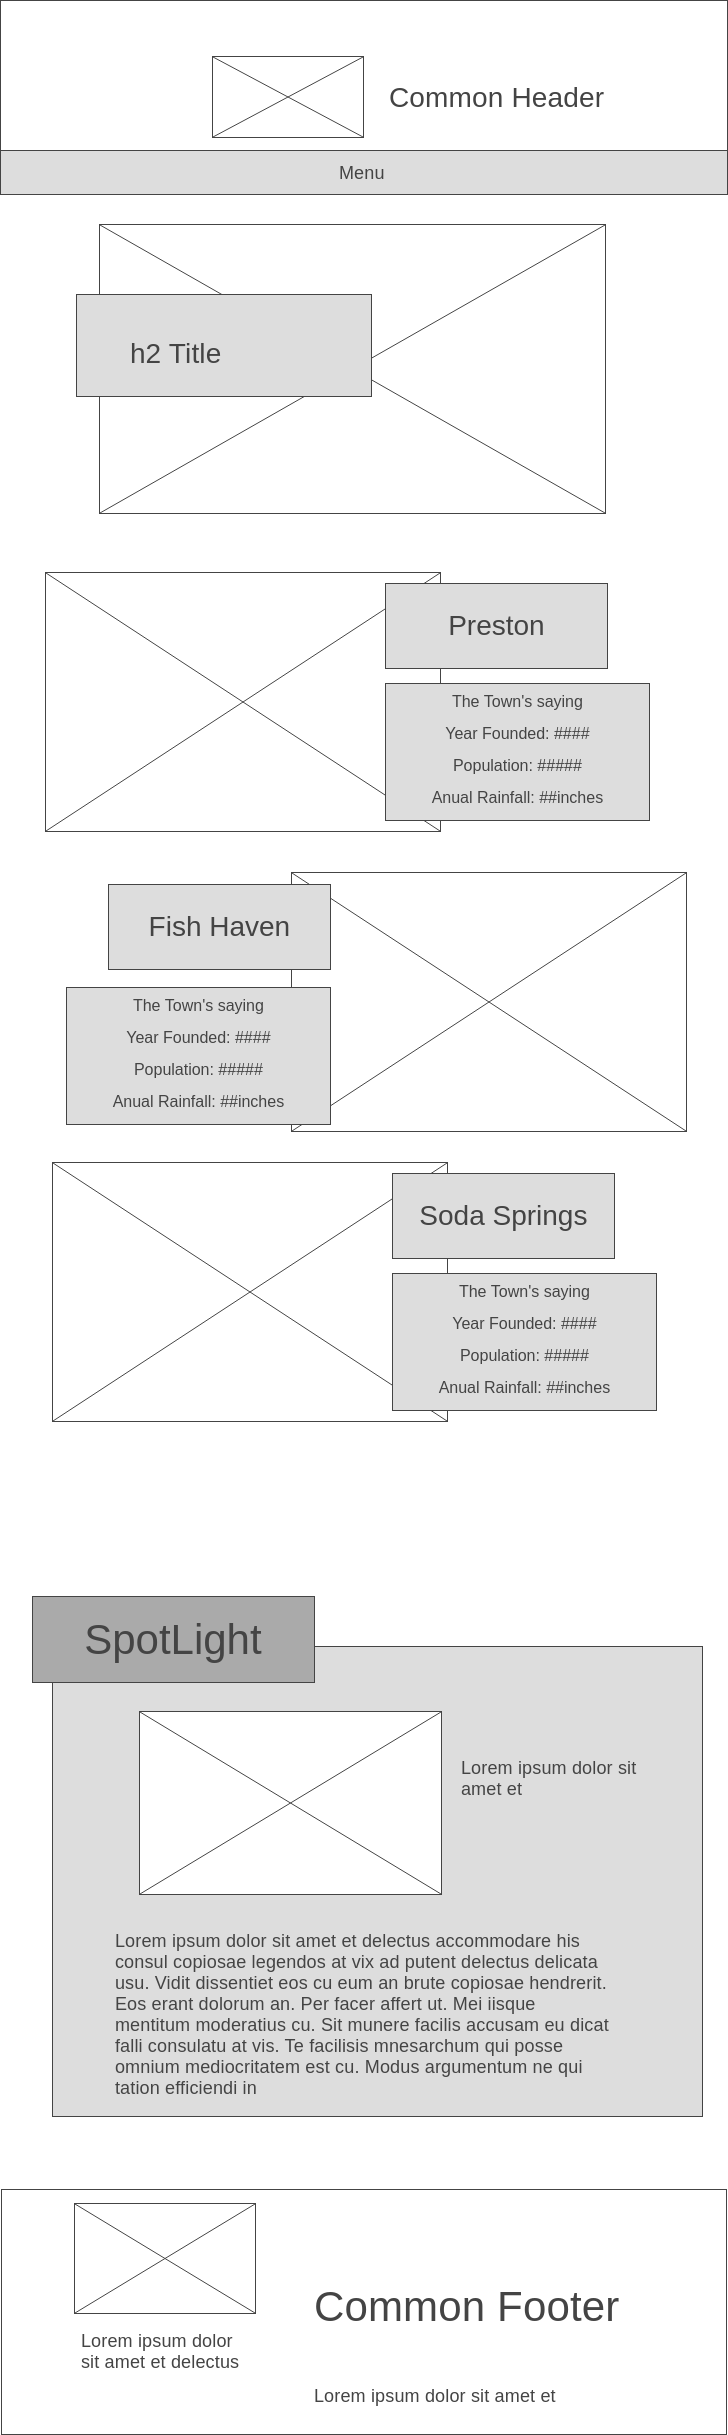 Common Header
Menu
h2 Title
Preston
The Town's saying
Year Founded: ####
Population: #####
Anual Rainfall: ##inches
Fish Haven
The Town's saying
Year Founded: ####
Population: #####
Anual Rainfall: ##inches
Soda Springs
The Town's saying
Year Founded: ####
Population: #####
Anual Rainfall: ##inches
SpotLight
Lorem ipsum dolor sit
amet et
Lorem ipsum dolor sit amet et delectus accommodare his
consul copiosae legendos at vix ad putent delectus delicata
usu. Vidit dissentiet eos cu eum an brute copiosae hendrerit.
Eos erant dolorum an. Per facer affert ut. Mei iisque
mentitum moderatius cu. Sit munere facilis accusam eu dicat
falli consulatu at vis. Te facilisis mnesarchum qui posse
omnium mediocritatem est cu. Modus argumentum ne qui
tation efficiendi in
Common Footer
Lorem ipsum dolor
sit amet et delectus
Lorem ipsum dolor sit amet et